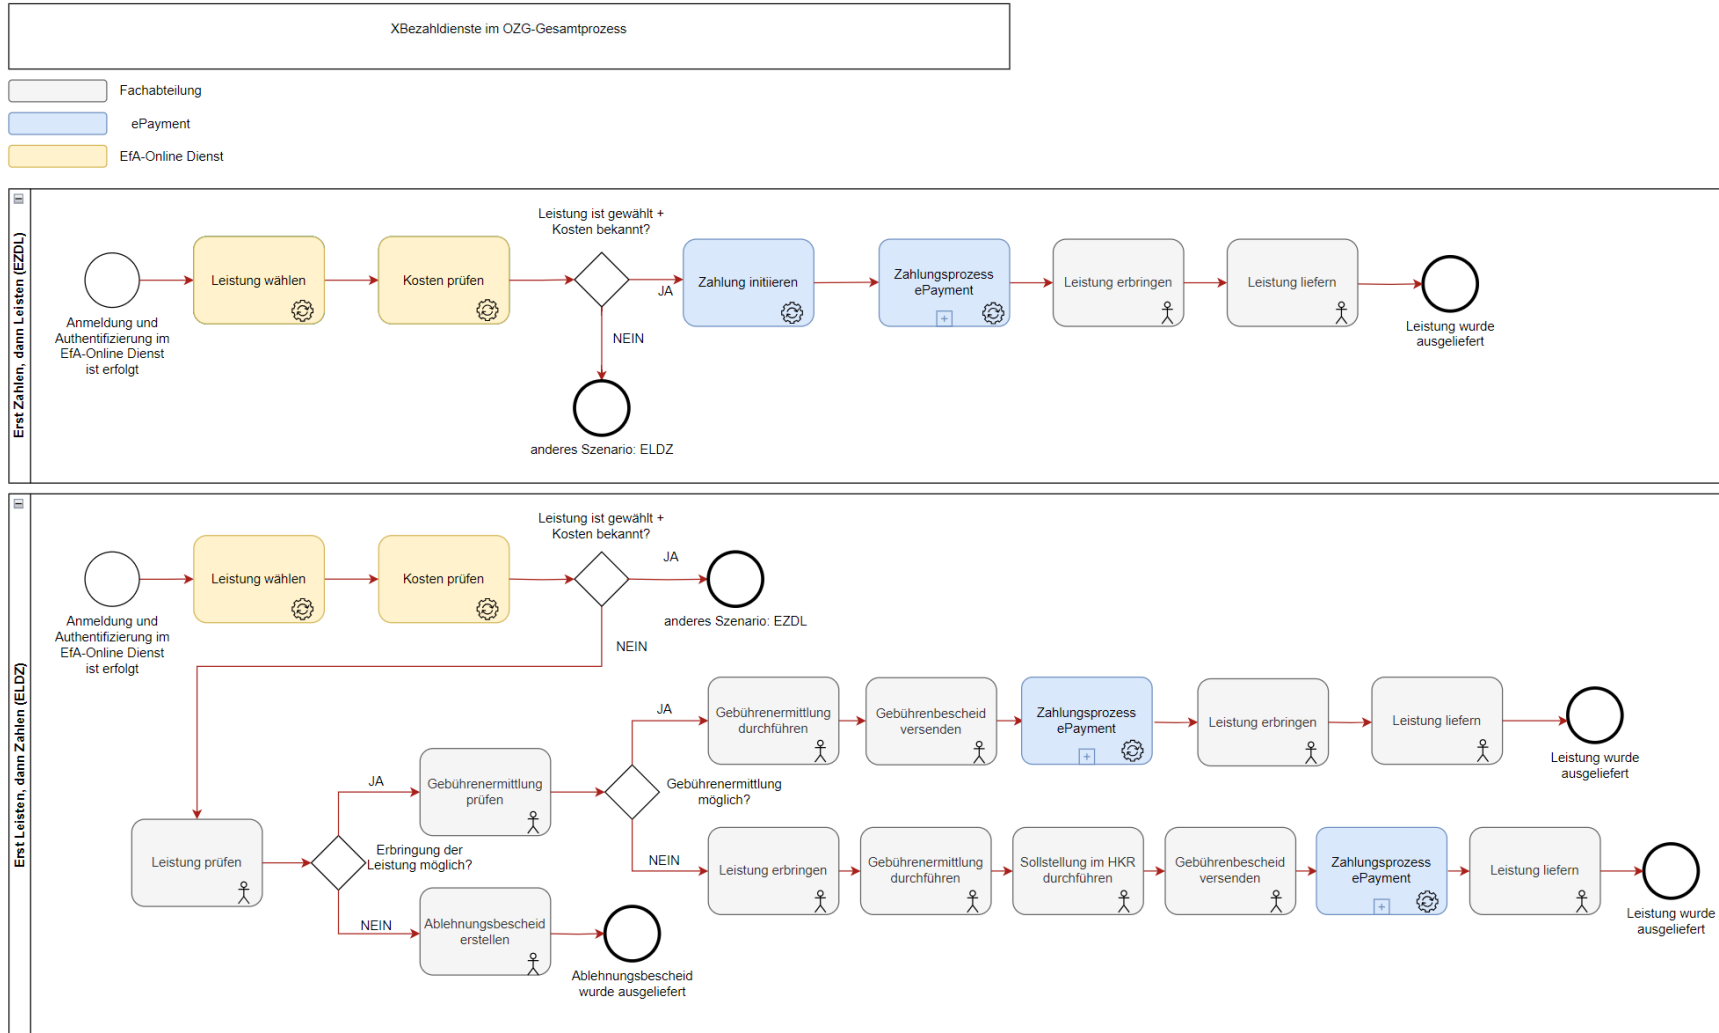 XBezahldienste im OZG-Gesamtprozess
Fachabteilung
ePayment
EfA-Online Dienst
Erst Zahlen, dann Leisten (EZDL)
Anmeldung und
Authentifizierung im
EfA-Online Dienst
ist erfolgt
Leistung wählen
Kosten prüfen
Leistung ist gewählt +
Kosten bekannt?
JA
NEIN
anderes Szenario: ELDZ
Zahlung initiieren
Zahlungsprozess
ePayment
Leistung erbringen
Leistung liefern
Leistung wurde
ausgeliefert
Erst Leisten, dann Zahlen (ELDZ)
Anmeldung und
Authentifizierung im
EfA-Online Dienst
ist erfolgt
Leistung wählen
Kosten prüfen
Leistung ist gewählt +
Kosten bekannt?
JA
anderes Szenario: EZDL
NEIN
Leistung prüfen
Erbringung der
Leistung möglich?
JA
Gebührenermittlung
prüfen
NEIN
Ablehnungsbescheid
erstellen
Ablehnungsbescheid
wurde ausgeliefert
Gebührenermittlung
möglich?
JA
Gebührenermittlung
durchführen
Gebührenbescheid
versenden
Zahlungsprozess
ePayment
Leistung erbringen
Leistung liefern
Leistung wurde
ausgeliefert
NEIN
Leistung erbringen
Gebührenermittlung
durchführen
Sollstellung im HKR
durchführen
Gebührenbescheid
versenden
Zahlungsprozess
ePayment
Leistung liefern
Leistung wurde
ausgeliefert